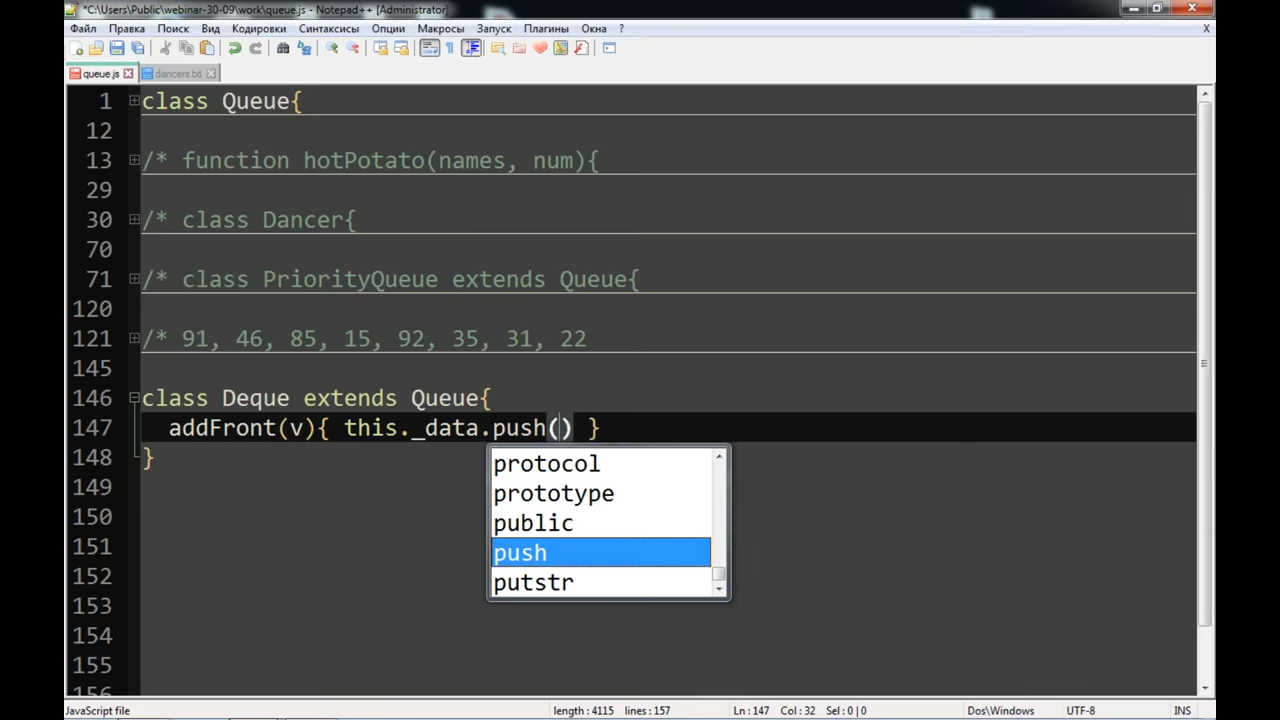 *C:\Users\Public\webinar-30-09\work\queue.js - Notepad++ [Administrator]
Файл Правка Поиск Вид Кодировки Синтаксисы Опции Макросы Запуск Плагины Окна ? X
queue.js dancers.txt
1 class Queue{
12
13 /* function hotPotato(names, num){
29
30 /* class Dancer{
70
71 /* class PriorityQueue extends Queue{
120
121 /* 91, 46, 85, 15, 92, 35, 31, 22
145
146 class Deque extends Queue{
147 addFront(v){ this._data.push() }
148 }
protocol
149
prototype
150
public
151
push
152
putstr
153
154
155
156
JavaScript file length : 4115 lines : 157 Ln : 147 Col : 32 Sel : 0 | 0 Dos\Windows UTF-8 INS